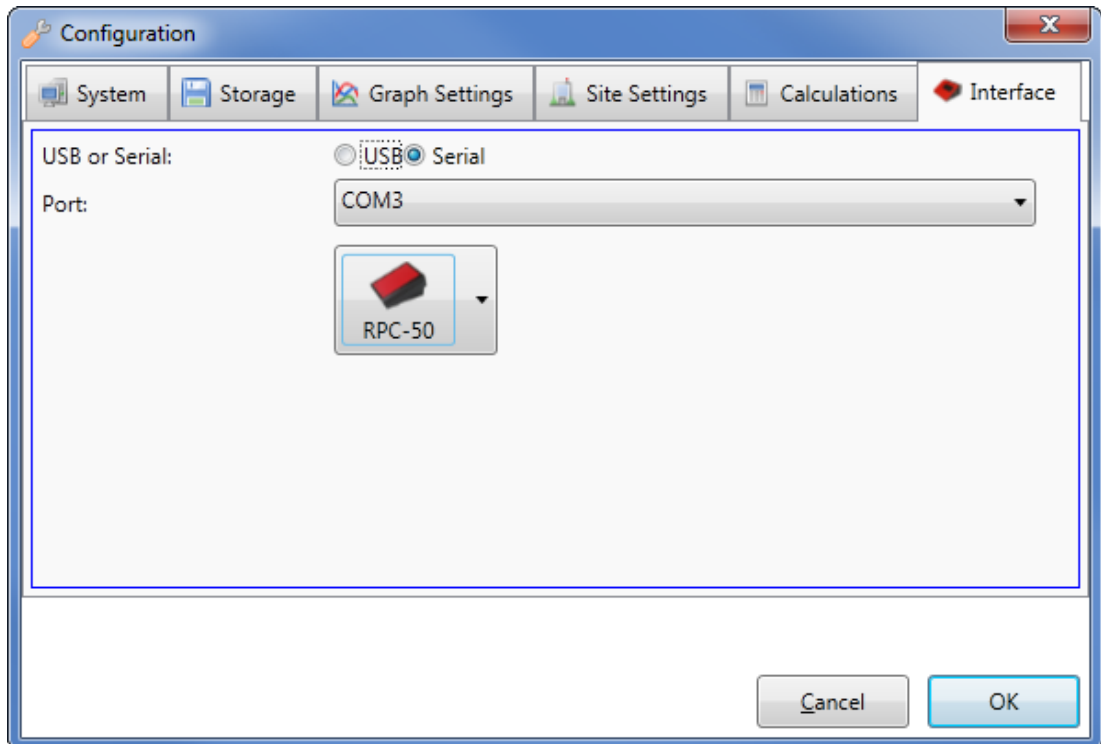 Configuration
System Storage Graph Settings Site Settings Calculations Interface
USB or Serial: USB Serial
Port: COM3
RPC-50
Cancel OK